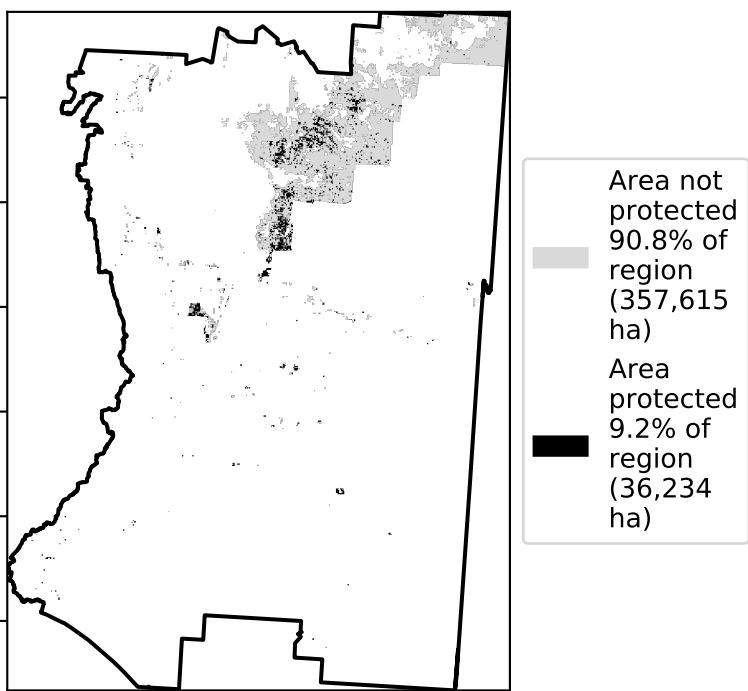 Area not
protected
90.8% of
region
(357,615
ha)
Area
protected
9.2% of
region
(36,234
ha)